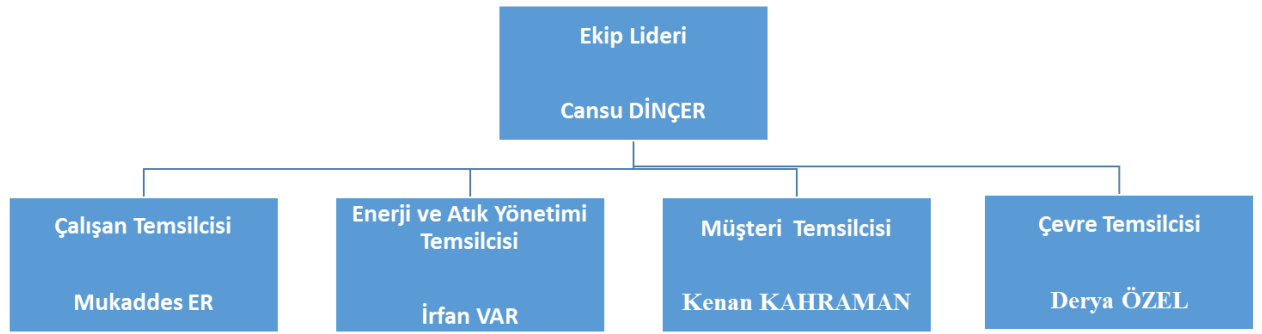 Ekip Lideri
Cansu DİNÇER
Çalışan Temsilcisi
Mukaddes ER
Enerji ve Atık Yönetimi
Temsilcisi
İrfan VAR
Müşteri Temsilcisi
Kenan KAHRAMAN
Çevre Temsilcisi
Derya ÖZEL